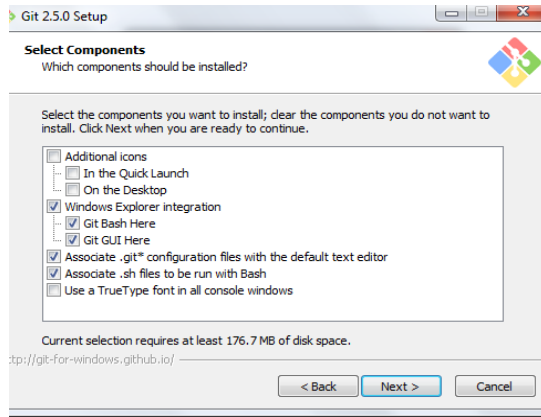 Git 2.5.0 Setup
Select Components
Which components should be installed?
Select the components you want to install; clear the components you do not want to
install. Click Next when you are ready to continue.
Additional icons
In the Quick Launch
On the Desktop
Windows Explorer integration
Git Bash Here
Git GUI Here
Associate .git* configuration files with the default text editor
Associate .sh files to be run with Bash
Use a TrueType font in all console windows
Current selection requires at least 176.7 MB of disk space.
ttp://git-for-windows.github.io/
< Back Next > Cancel